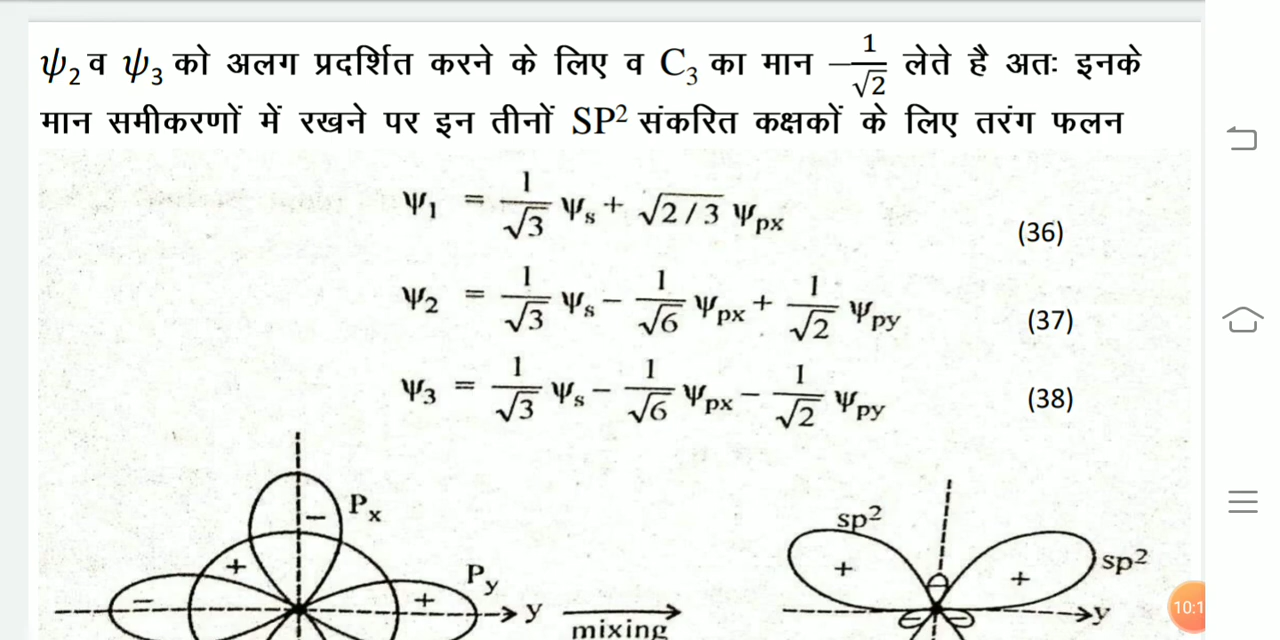 ψ₂ व ψ₃ को अलग प्रदर्शित करने के लिए व C₃ का मान −1/√2 लेते है अतः इनके
मान समीकरणों में रखने पर इन तीनों SP² संकरित कक्षकों के लिए तरंग फलन
ψ₁ = 1/√3 ψₛ + √2/3 ψpx (36)
ψ₂ = 1/√3 ψₛ − 1/√6 ψpx + 1/√2 ψpy (37)
ψ₃ = 1/√3 ψₛ − 1/√6 ψpx − 1/√2 ψpy (38)
Px
−
sp²
+
Py
+
sp²
+
−
+
y
mixing
y
10:1